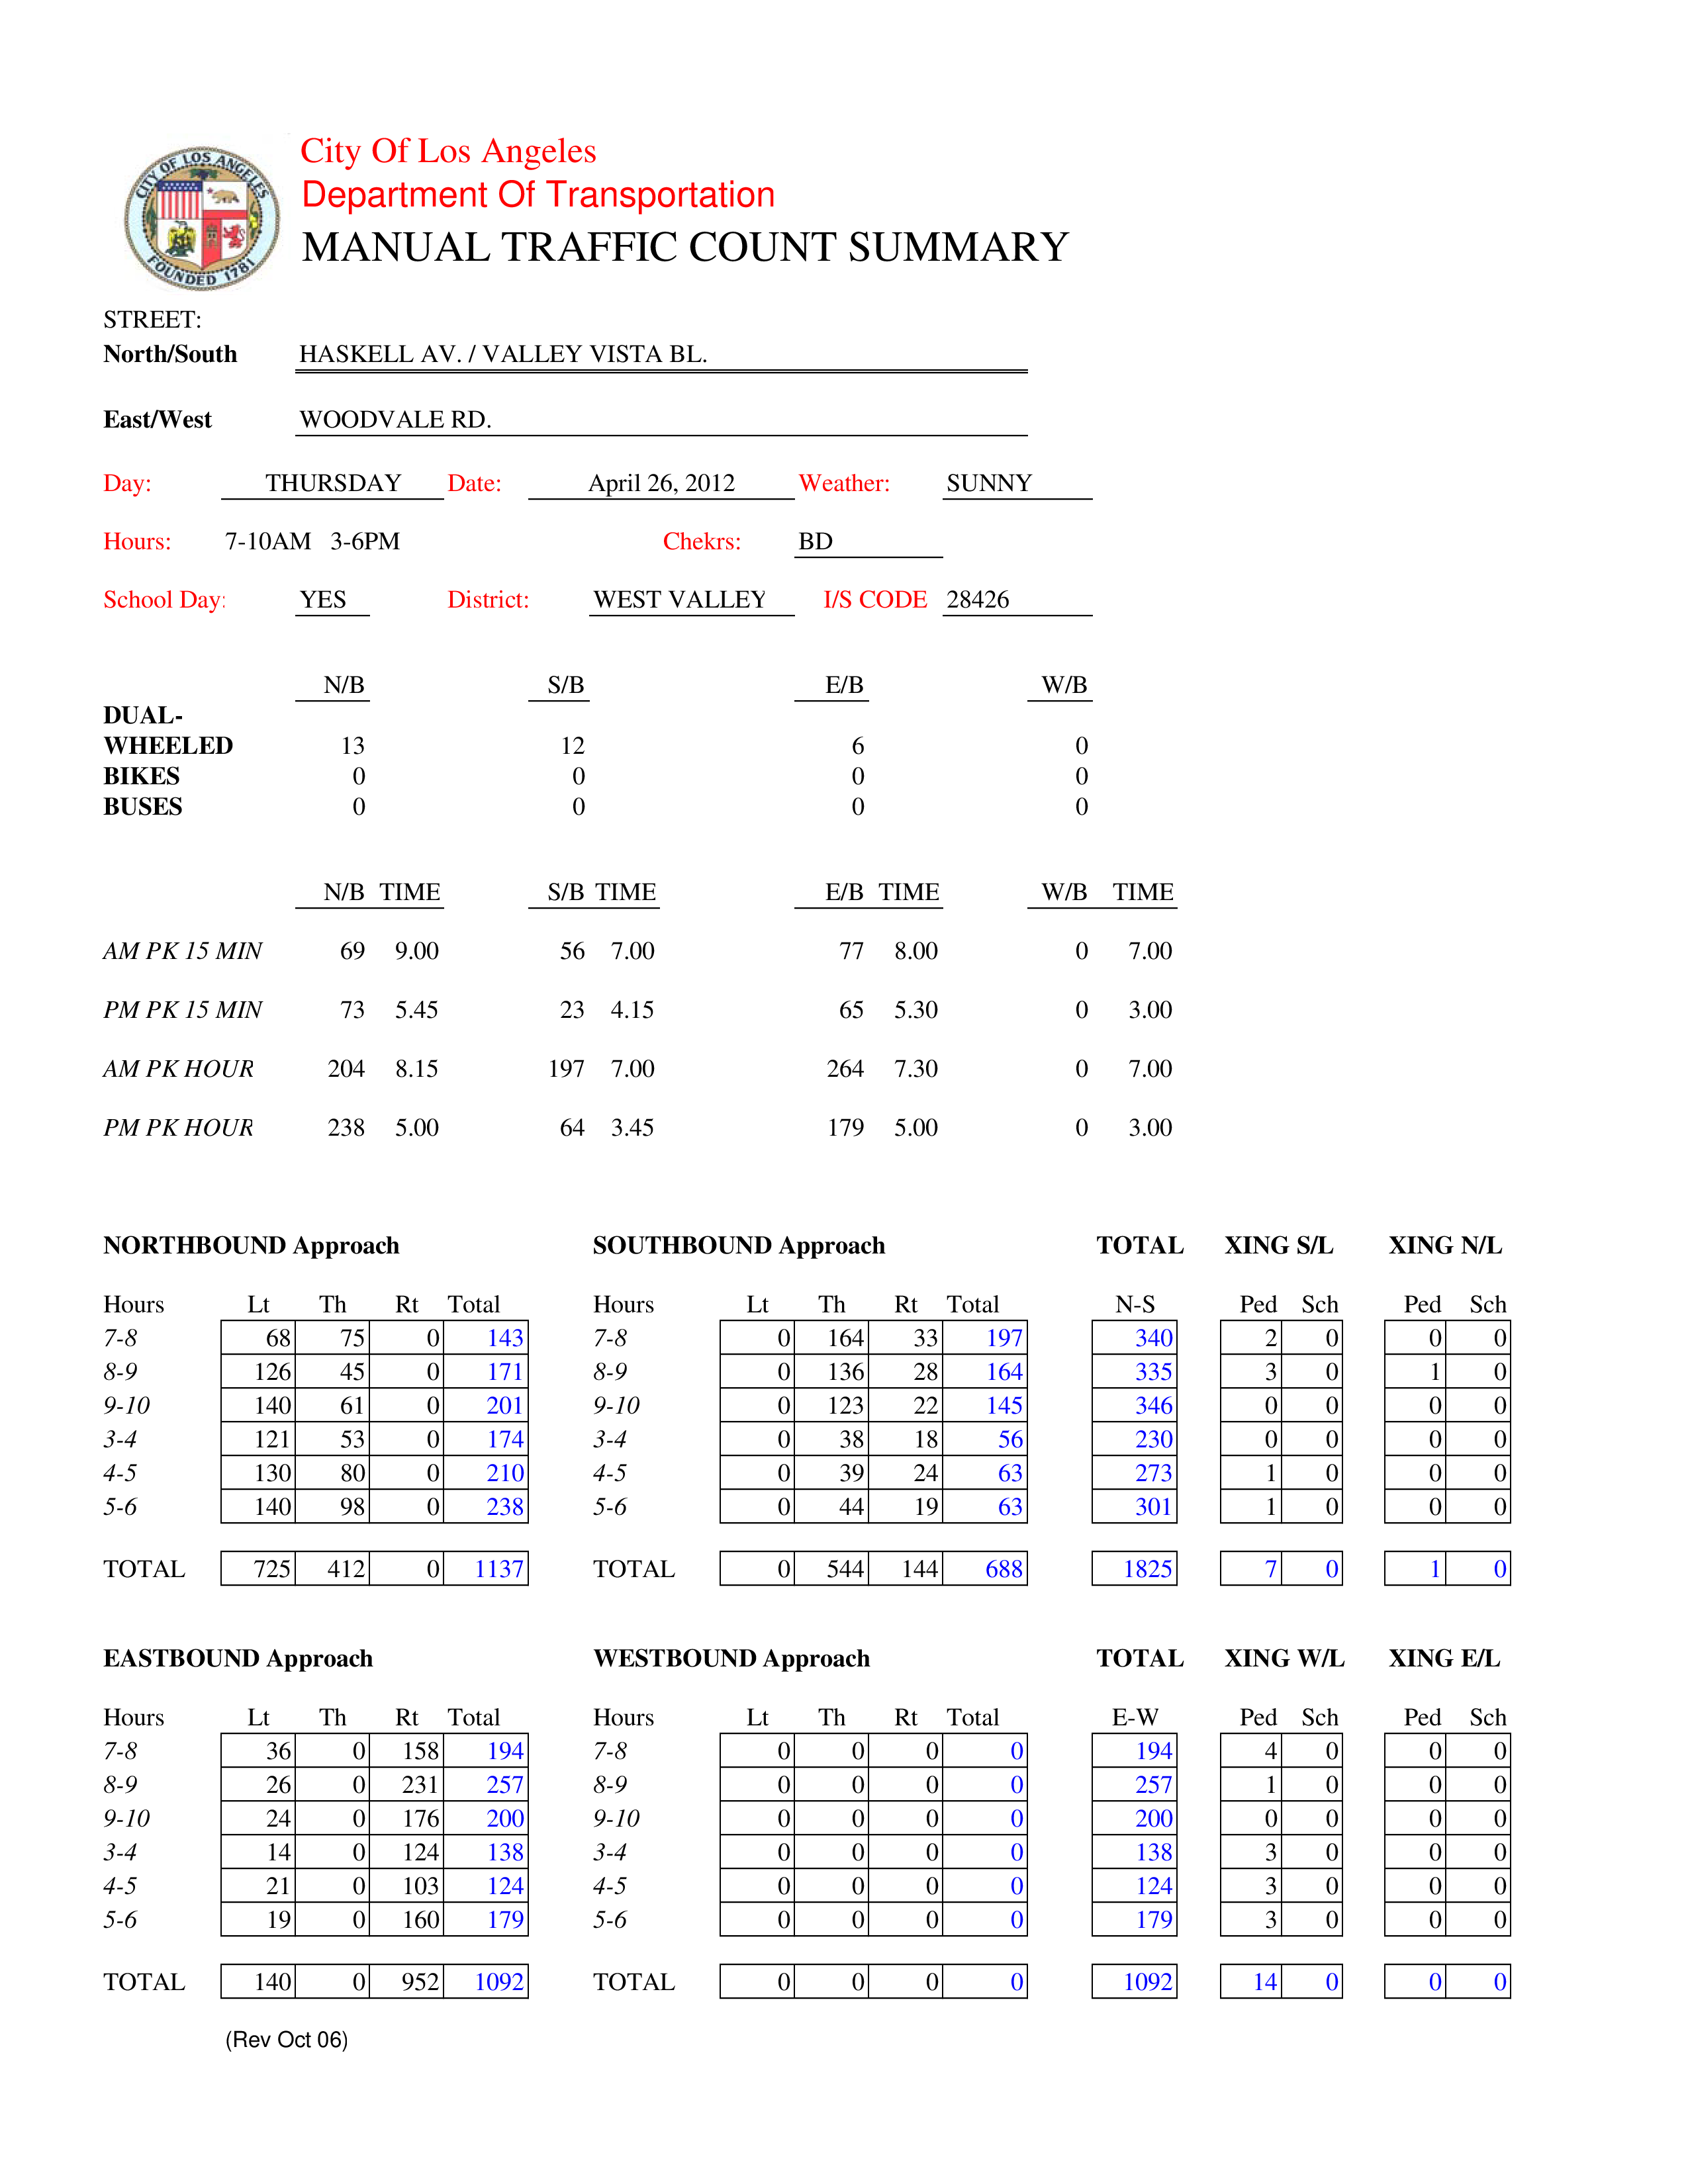 CITY OF LOS ANGELES
FOUNDED 1781
City Of Los Angeles
Department Of Transportation
MANUAL TRAFFIC COUNT SUMMARY
STREET:
North/South HASKELL AV. / VALLEY VISTA BL.
East/West WOODVALE RD.
Day: THURSDAY Date: April 26, 2012 Weather: SUNNY
Hours: 7-10AM 3-6PM Chekrs: BD
School Day: YES District: WEST VALLEY I/S CODE 28426
N/B S/B E/B W/B
DUAL-
WHEELED 13 12 6 0
BIKES 0 0 0 0
BUSES 0 0 0 0
N/B TIME S/B TIME E/B TIME W/B TIME
AM PK 15 MIN 69 9.00 56 7.00 77 8.00 0 7.00
PM PK 15 MIN 73 5.45 23 4.15 65 5.30 0 3.00
AM PK HOUR 204 8.15 197 7.00 264 7.30 0 7.00
PM PK HOUR 238 5.00 64 3.45 179 5.00 0 3.00
NORTHBOUND Approach SOUTHBOUND Approach TOTAL XING S/L XING N/L
Hours Lt Th Rt Total Hours Lt Th Rt Total N-S Ped Sch Ped Sch
7-8 68 75 0 143 7-8 0 164 33 197 340 2 0 0 0
8-9 126 45 0 171 8-9 0 136 28 164 335 3 0 1 0
9-10 140 61 0 201 9-10 0 123 22 145 346 0 0 0 0
3-4 121 53 0 174 3-4 0 38 18 56 230 0 0 0 0
4-5 130 80 0 210 4-5 0 39 24 63 273 1 0 0 0
5-6 140 98 0 238 5-6 0 44 19 63 301 1 0 0 0
TOTAL 725 412 0 1137 TOTAL 0 544 144 688 1825 7 0 1 0
EASTBOUND Approach WESTBOUND Approach TOTAL XING W/L XING E/L
Hours Lt Th Rt Total Hours Lt Th Rt Total E-W Ped Sch Ped Sch
7-8 36 0 158 194 7-8 0 0 0 0 194 4 0 0 0
8-9 26 0 231 257 8-9 0 0 0 0 257 1 0 0 0
9-10 24 0 176 200 9-10 0 0 0 0 200 0 0 0 0
3-4 14 0 124 138 3-4 0 0 0 0 138 3 0 0 0
4-5 21 0 103 124 4-5 0 0 0 0 124 3 0 0 0
5-6 19 0 160 179 5-6 0 0 0 0 179 3 0 0 0
TOTAL 140 0 952 1092 TOTAL 0 0 0 0 1092 14 0 0 0
(Rev Oct 06)